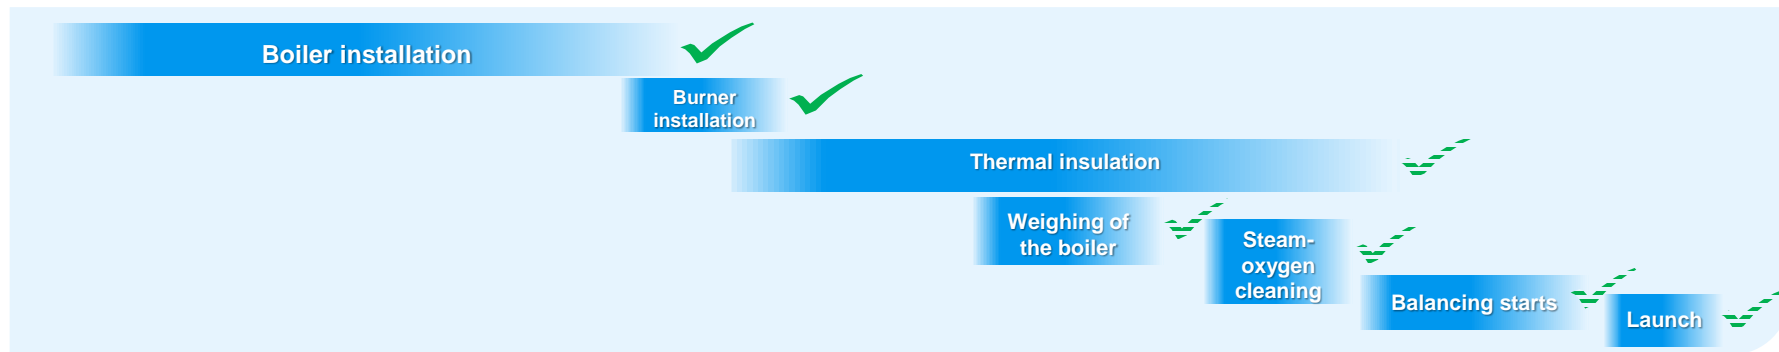 Boiler installation
Burner
installation
Thermal insulation
Weighing of
the boiler
Steam-
oxygen
cleaning
Balancing starts
Launch